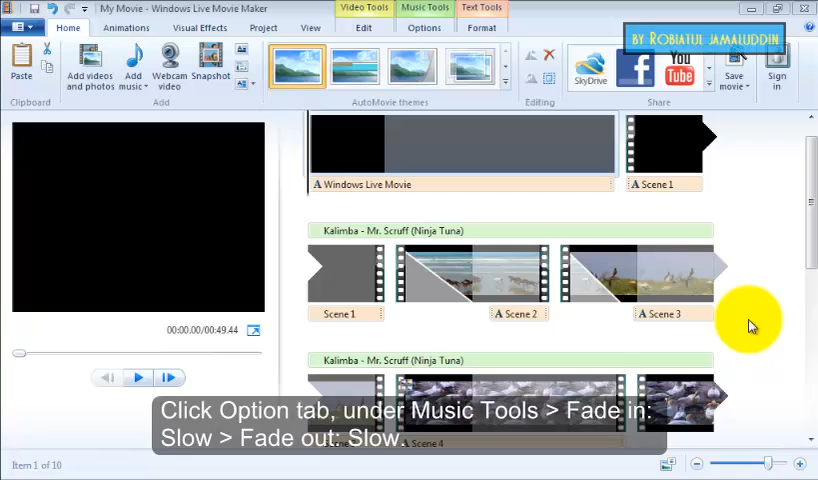 My Movie - Windows Live Movie Maker
Video Tools
Music Tools
Text Tools
Home
Animations
Visual Effects
Project
View
Edit
Options
Format
by Robiatul jamaluddin
Paste
Add videos
and photos
Add
music
Webcam
video
Snapshot
SkyDrive
You
Tube
Save
movie
Sign
in
Clipboard
Add
AutoMovie themes
Editing
Share
A Windows Live Movie
A Scene 1
Kalimba - Mr. Scruff (Ninja Tuna)
Scene 1
A Scene 2
A Scene 3
00:00.00/00:49.44
Kalimba - Mr. Scruff (Ninja Tuna)
Click Option tab, under Music Tools > Fade in:
Slow > Fade out: Slow.
Scene 4
Item 1 of 10